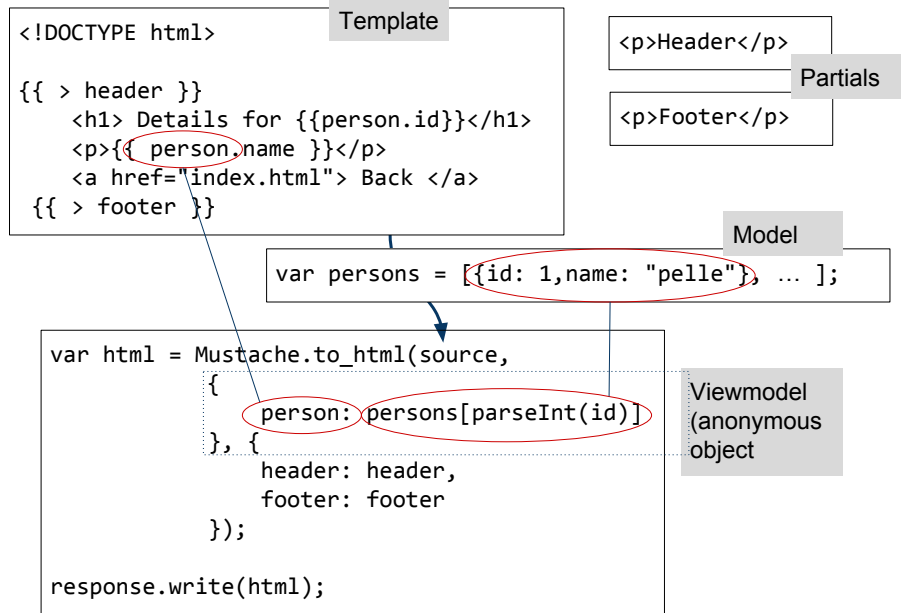 Template
<!DOCTYPE html>
{{ > header }}
<h1> Details for {{person.id}}</h1>
<p>{{ person.name }}</p>
<a href="index.html"> Back </a>
{{ > footer }}
<p>Header</p>
Partials
<p>Footer</p>
Model
var persons = [{id: 1,name: "pelle"}, … ];
var html = Mustache.to_html(source,
{
person: persons[parseInt(id)]
}, {
header: header,
footer: footer
});
response.write(html);
Viewmodel
(anonymous
object